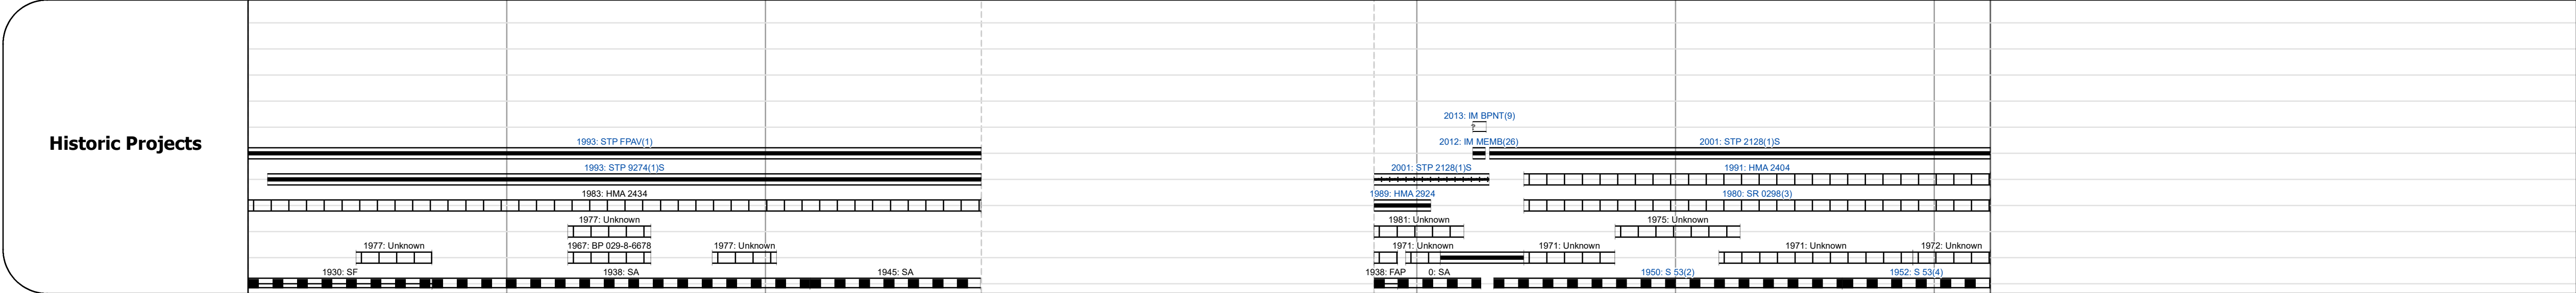 Historic Projects
2013: IM BPNT(9)
?
1993: STP FPAV(1)
2012: IM MEMB(26)
2001: STP 2128(1)S
1993: STP 9274(1)S
2001: STP 2128(1)S
1991: HMA 2404
1983: HMA 2434
1989: HMA 2924
1980: SR 0298(3)
1977: Unknown
1981: Unknown
1975: Unknown
1977: Unknown
1967: BP 029-8-6678
1977: Unknown
1971: Unknown
1971: Unknown
1971: Unknown
1972: Unknown
1930: SF
1938: SA
1945: SA
1938: FAP
0: SA
1950: S 53(2)
1952: S 53(4)